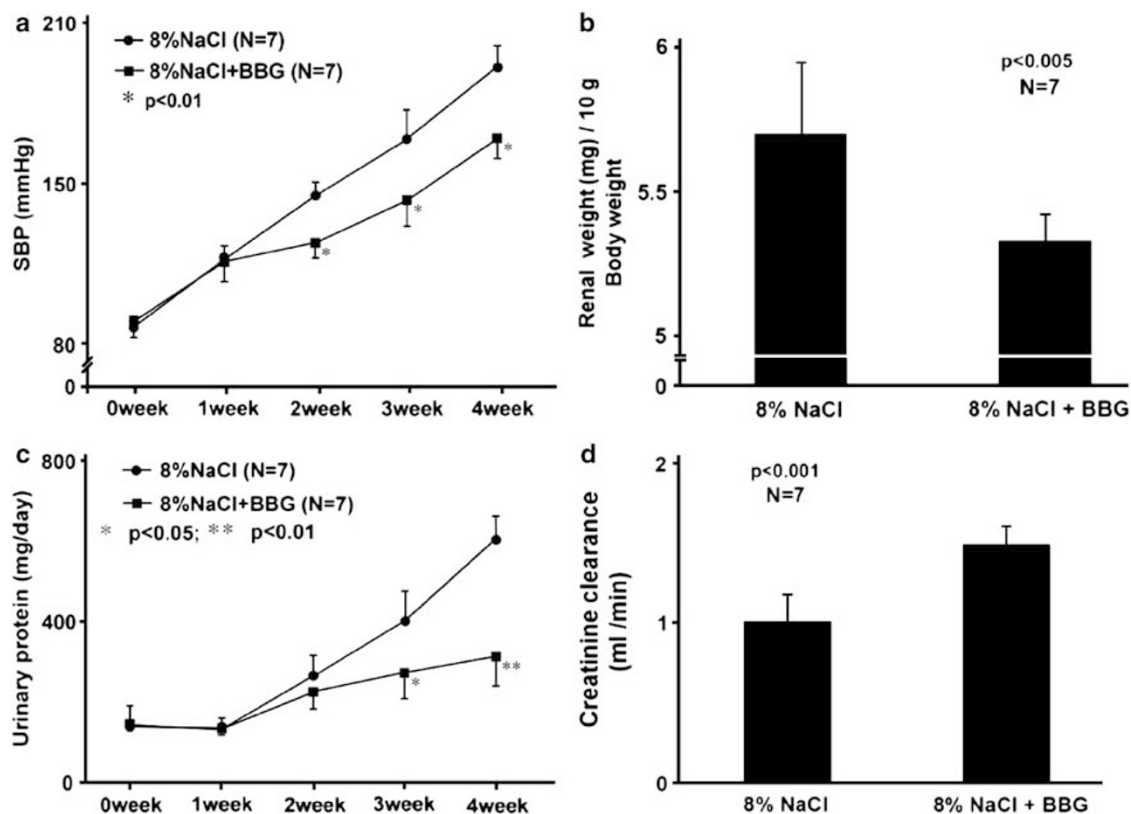 a
210
8%NaCl (N=7)
8%NaCl+BBG (N=7)
* p<0.01
SBP (mmHg)
150
*
*
*
80
0
0week 1week 2week 3week 4week
b
6
p<0.005
N=7
Renal weight (mg) / 10 g
Body weight
5.5
5
0
8% NaCl 8% NaCl + BBG
c
800
8%NaCl (N=7)
8%NaCl+BBG (N=7)
* p<0.05; ** p<0.01
Urinary protein (mg/day)
400
*
**
0
0week 1week 2week 3week 4week
d
2
p<0.001
N=7
Creatinine clearance
(ml /min)
1
0
8% NaCl 8% NaCl + BBG